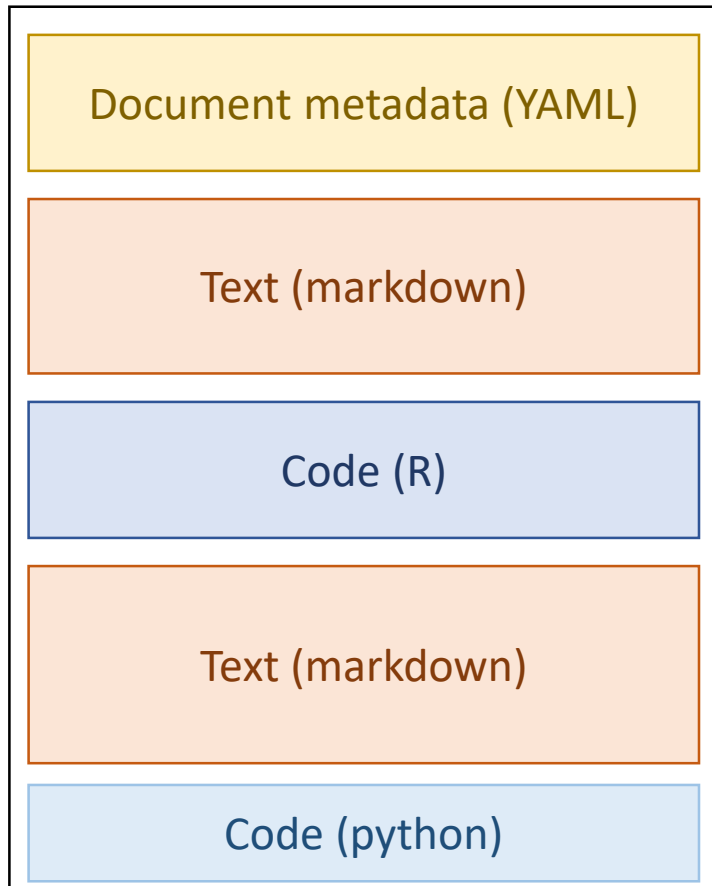 Document metadata (YAML)
Text (markdown)
Code (R)
Text (markdown)
Code (python)